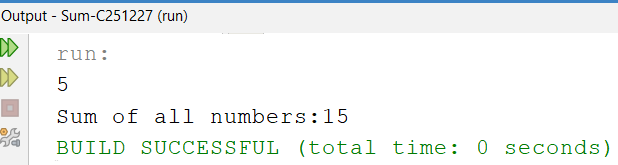 Output - Sum-C251227 (run)
run:
5
Sum of all numbers:15
BUILD SUCCESSFUL (total time: 0 seconds)